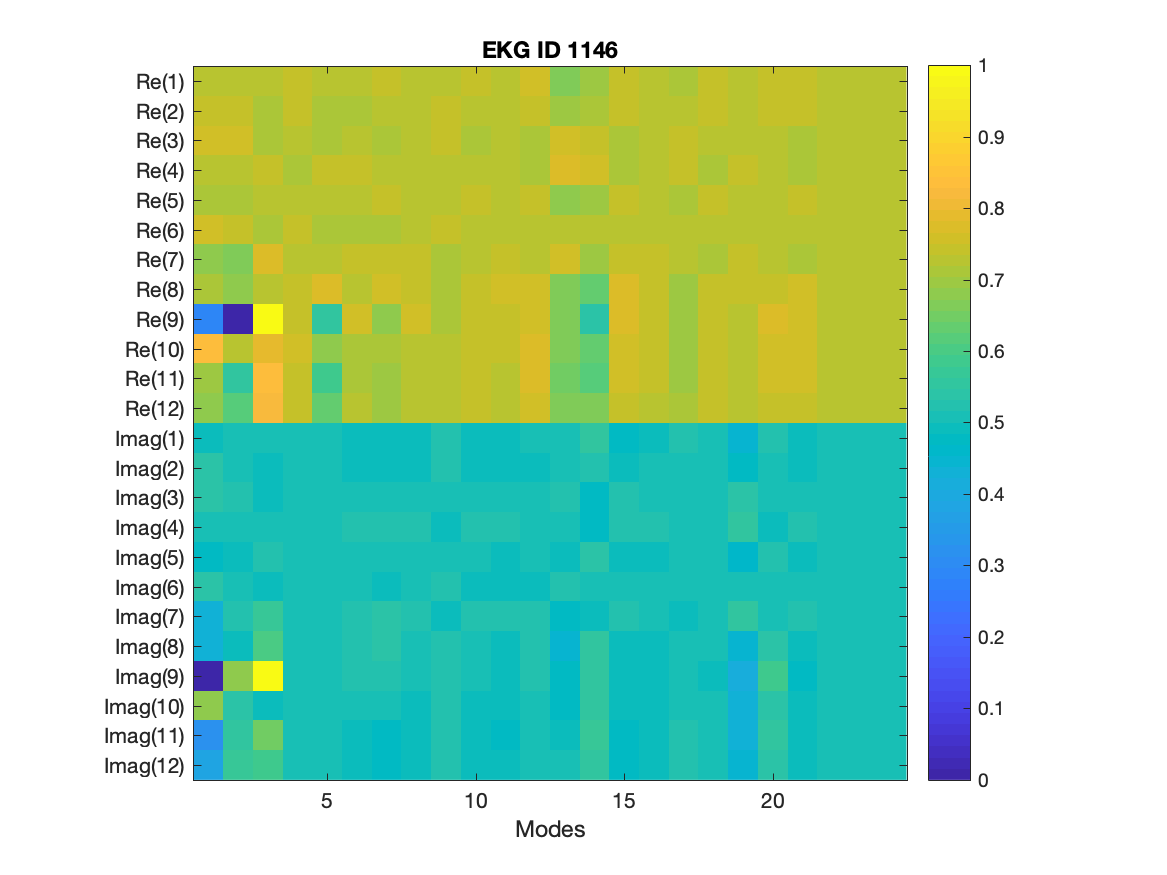 EKG ID 1146
Re(1)
Re(2)
Re(3)
Re(4)
Re(5)
Re(6)
Re(7)
Re(8)
Re(9)
Re(10)
Re(11)
Re(12)
Imag(1)
Imag(2)
Imag(3)
Imag(4)
Imag(5)
Imag(6)
Imag(7)
Imag(8)
Imag(9)
Imag(10)
Imag(11)
Imag(12)
5 10 15 20
Modes
1
0.9
0.8
0.7
0.6
0.5
0.4
0.3
0.2
0.1
0